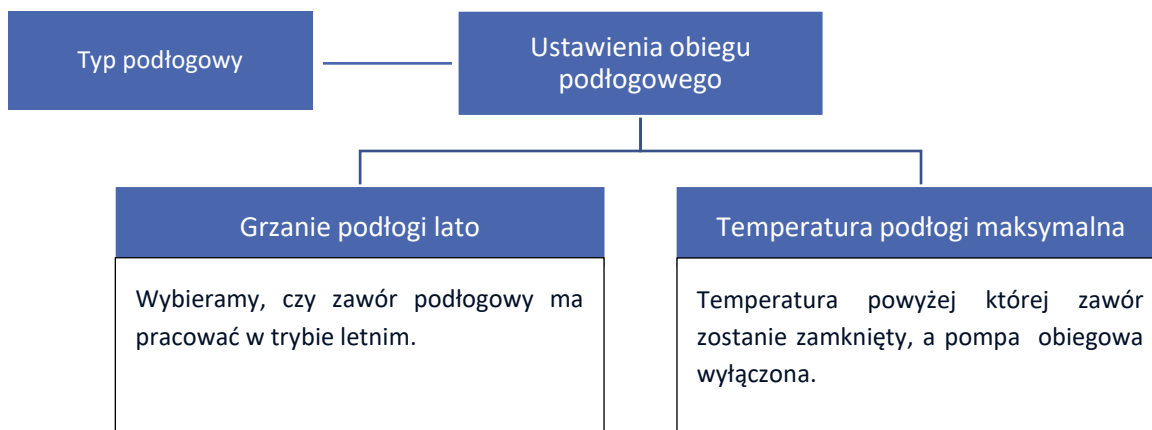 Typ podłogowy
Ustawienia obiegu
podłogowego
Grzanie podłogi lato
Wybieramy, czy zawór podłogowy ma
pracować w trybie letnim.
Temperatura podłogi maksymalna
Temperatura powyżej której zawór
zostanie zamknięty, a pompa obiegowa
wyłączona.